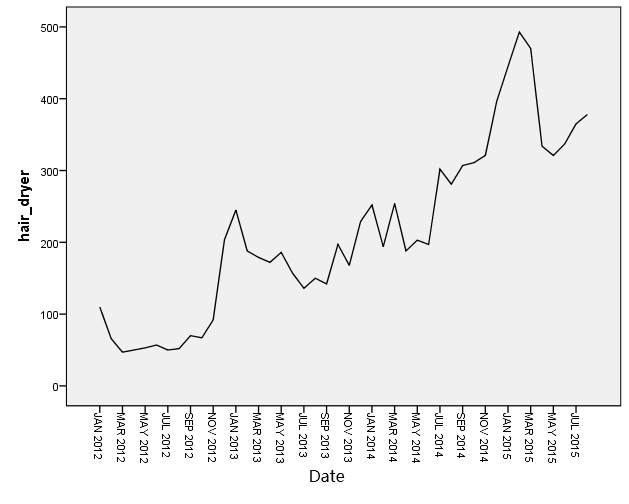 500
400
300
200
100
0
hair_dryer
JAN 2012
MAR 2012
MAY 2012
JUL 2012
SEP 2012
NOV 2012
JAN 2013
MAR 2013
MAY 2013
JUL 2013
SEP 2013
NOV 2013
JAN 2014
MAR 2014
MAY 2014
JUL 2014
SEP 2014
NOV 2014
JAN 2015
MAR 2015
MAY 2015
JUL 2015
Date